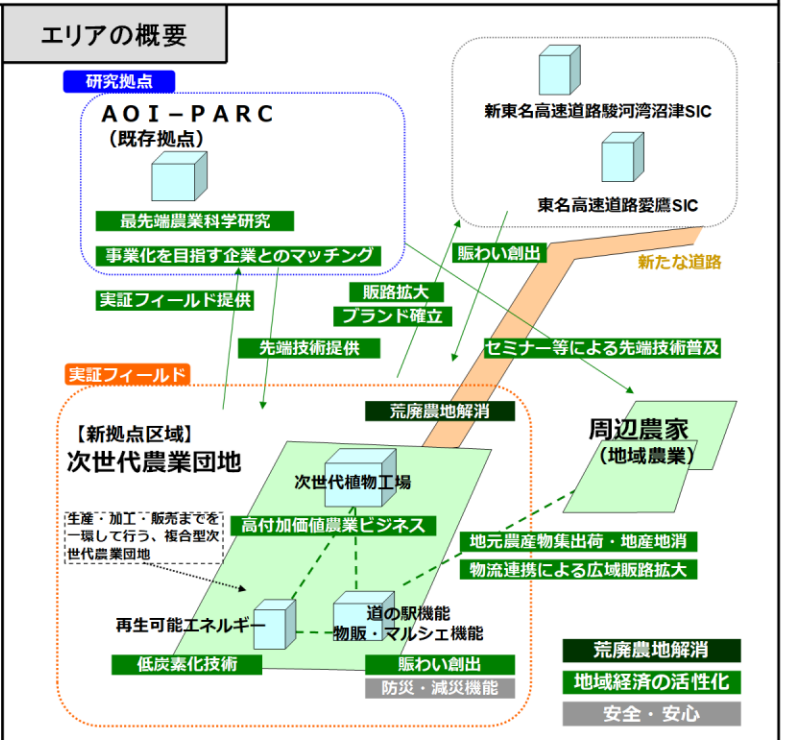 エリアの概要
研究拠点
AOI－PARC
（既存拠点）
最先端農業科学研究
事業化を目指す企業とのマッチング
新東名高速道路駿河湾沼津SIC
東名高速道路愛鷹SIC
新たな道路
賑わい創出
販路拡大
ブランド確立
実証フィールド提供
先端技術提供
セミナー等による先端技術普及
実証フィールド
荒廃農地解消
【新拠点区域】
次世代農業団地
次世代植物工場
高付加価値農業ビジネス
生産・加工・販売までを
一環して行う、複合型次
世代農業団地
周辺農家
（地域農業）
地元農産物集出荷・地産地消
物流連携による広域販路拡大
再生可能エネルギー
低炭素化技術
道の駅機能
物販・マルシェ機能
賑わい創出
防災・減災機能
荒廃農地解消
地域経済の活性化
安全・安心